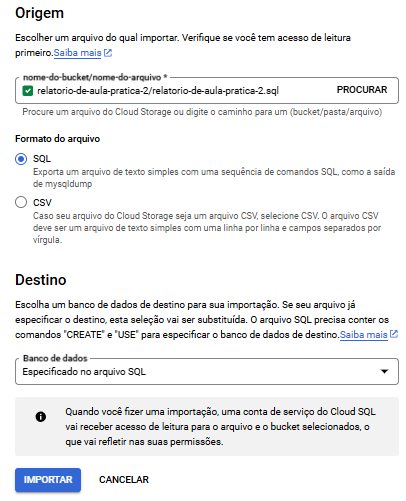 Origem
Escolher um arquivo do qual importar. Verifique se você tem acesso de leitura
primeiro.Saiba mais
nome-do-bucket/nome-do-arquivo *
relatorio-de-aula-pratica-2/relatorio-de-aula-pratica-2.sql
PROCURAR
Procure um arquivo do Cloud Storage ou digite o caminho para um (bucket/pasta/arquivo)
Formato do arquivo
SQL
Exporta um arquivo de texto simples com uma sequência de comandos SQL, como a saída
de mysqldump
CSV
Caso seu arquivo do Cloud Storage seja um arquivo CSV, selecione CSV. O arquivo CSV
deve ser um arquivo de texto simples com uma linha por linha e campos separados por
vírgula.
Destino
Escolha um banco de dados de destino para sua importação. Se seu arquivo já
especificar o destino, esta seleção vai ser substituída. O arquivo SQL precisa conter os
comandos "CREATE" e "USE" para especificar o banco de dados de destino.Saiba mais
Banco de dados
Especificado no arquivo SQL
Quando você fizer uma importação, uma conta de serviço do Cloud SQL
vai receber acesso de leitura para o arquivo e o bucket selecionados, o
que vai refletir nas suas permissões.
IMPORTAR
CANCELAR